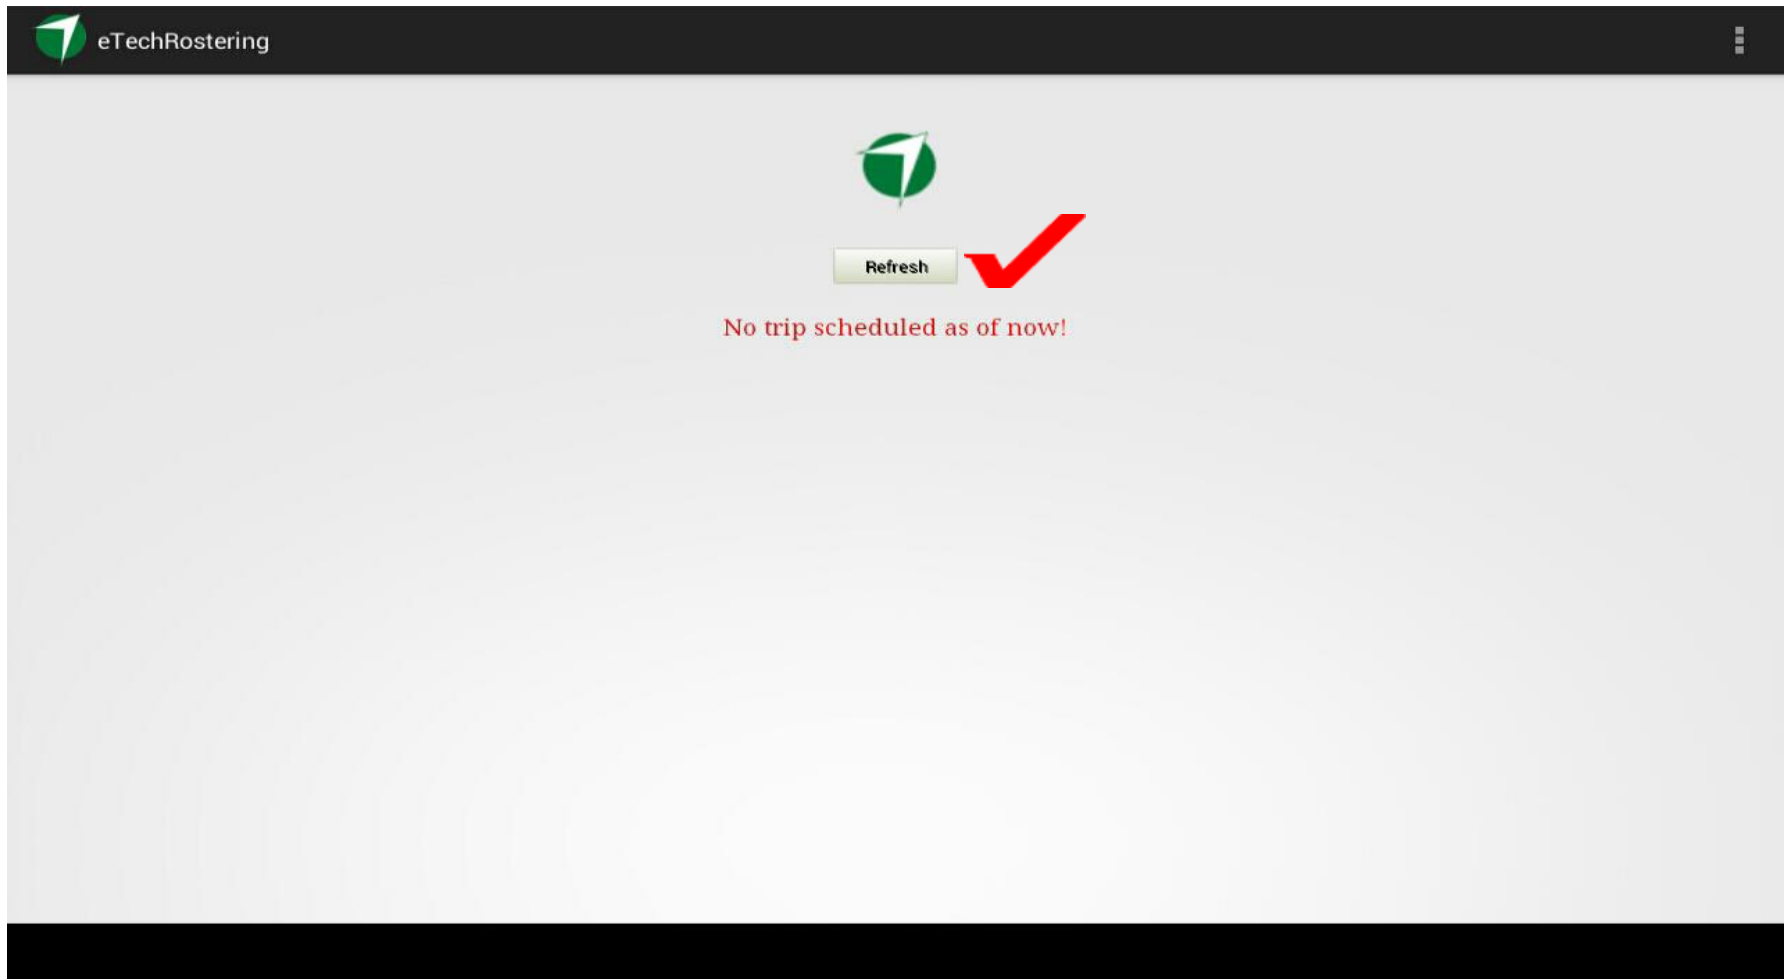 eTechRostering
Refresh
No trip scheduled as of now!